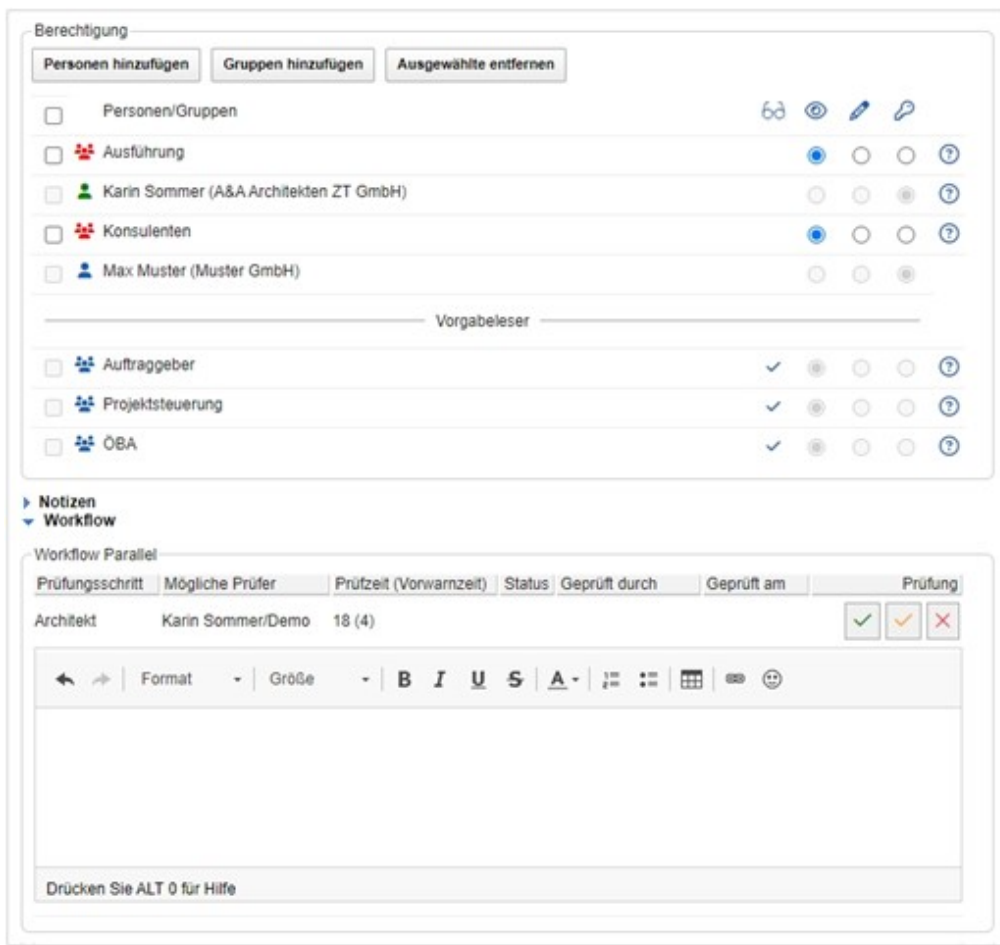 Berechtigung
Personen hinzufügen Gruppen hinzufügen Ausgewählte entfernen
Personen/Gruppen
Ausführung
Karin Sommer (A&A Architekten ZT GmbH)
Konsulenten
Max Muster (Muster GmbH)
Vorgabeleser
Auftraggeber
Projektsteuerung
ÖBA
Notizen
Workflow
Workflow Parallel
Prüfungsschritt Mögliche Prüfer Prüfzeit (Vorwarnzeit) Status Geprüft durch Geprüft am Prüfung
Architekt Karin Sommer/Demo 18 (4)
Format Größe B I U S A
Drücken Sie ALT 0 für Hilfe